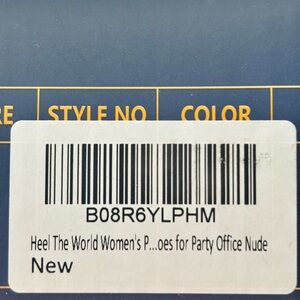 RE STYLE NO COLOR
B08R6YLPHM
Heel The World Women's P...oes for Party Office Nude
New